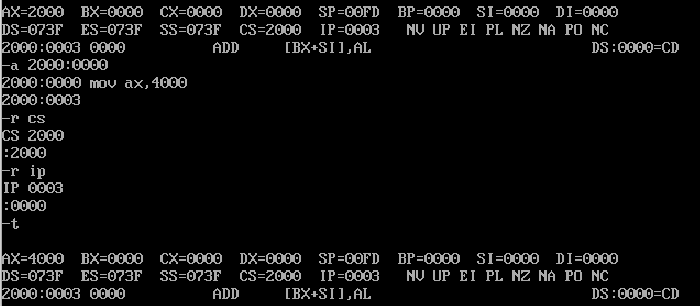 AX=2000 BX=0000 CX=0000 DX=0000 SP=00FD BP=0000 SI=0000 DI=0000
DS=073F ES=073F SS=073F CS=2000 IP=0003 NV UP EI PL NZ NA PO NC
2000:0003 0000 ADD [BX+SI],AL DS:0000=CD
-a 2000:0000
2000:0000 mov ax,4000
2000:0003
-r cs
CS 2000
:2000
-r ip
IP 0003
:0000
-t
AX=4000 BX=0000 CX=0000 DX=0000 SP=00FD BP=0000 SI=0000 DI=0000
DS=073F ES=073F SS=073F CS=2000 IP=0003 NV UP EI PL NZ NA PO NC
2000:0003 0000 ADD [BX+SI],AL DS:0000=CD